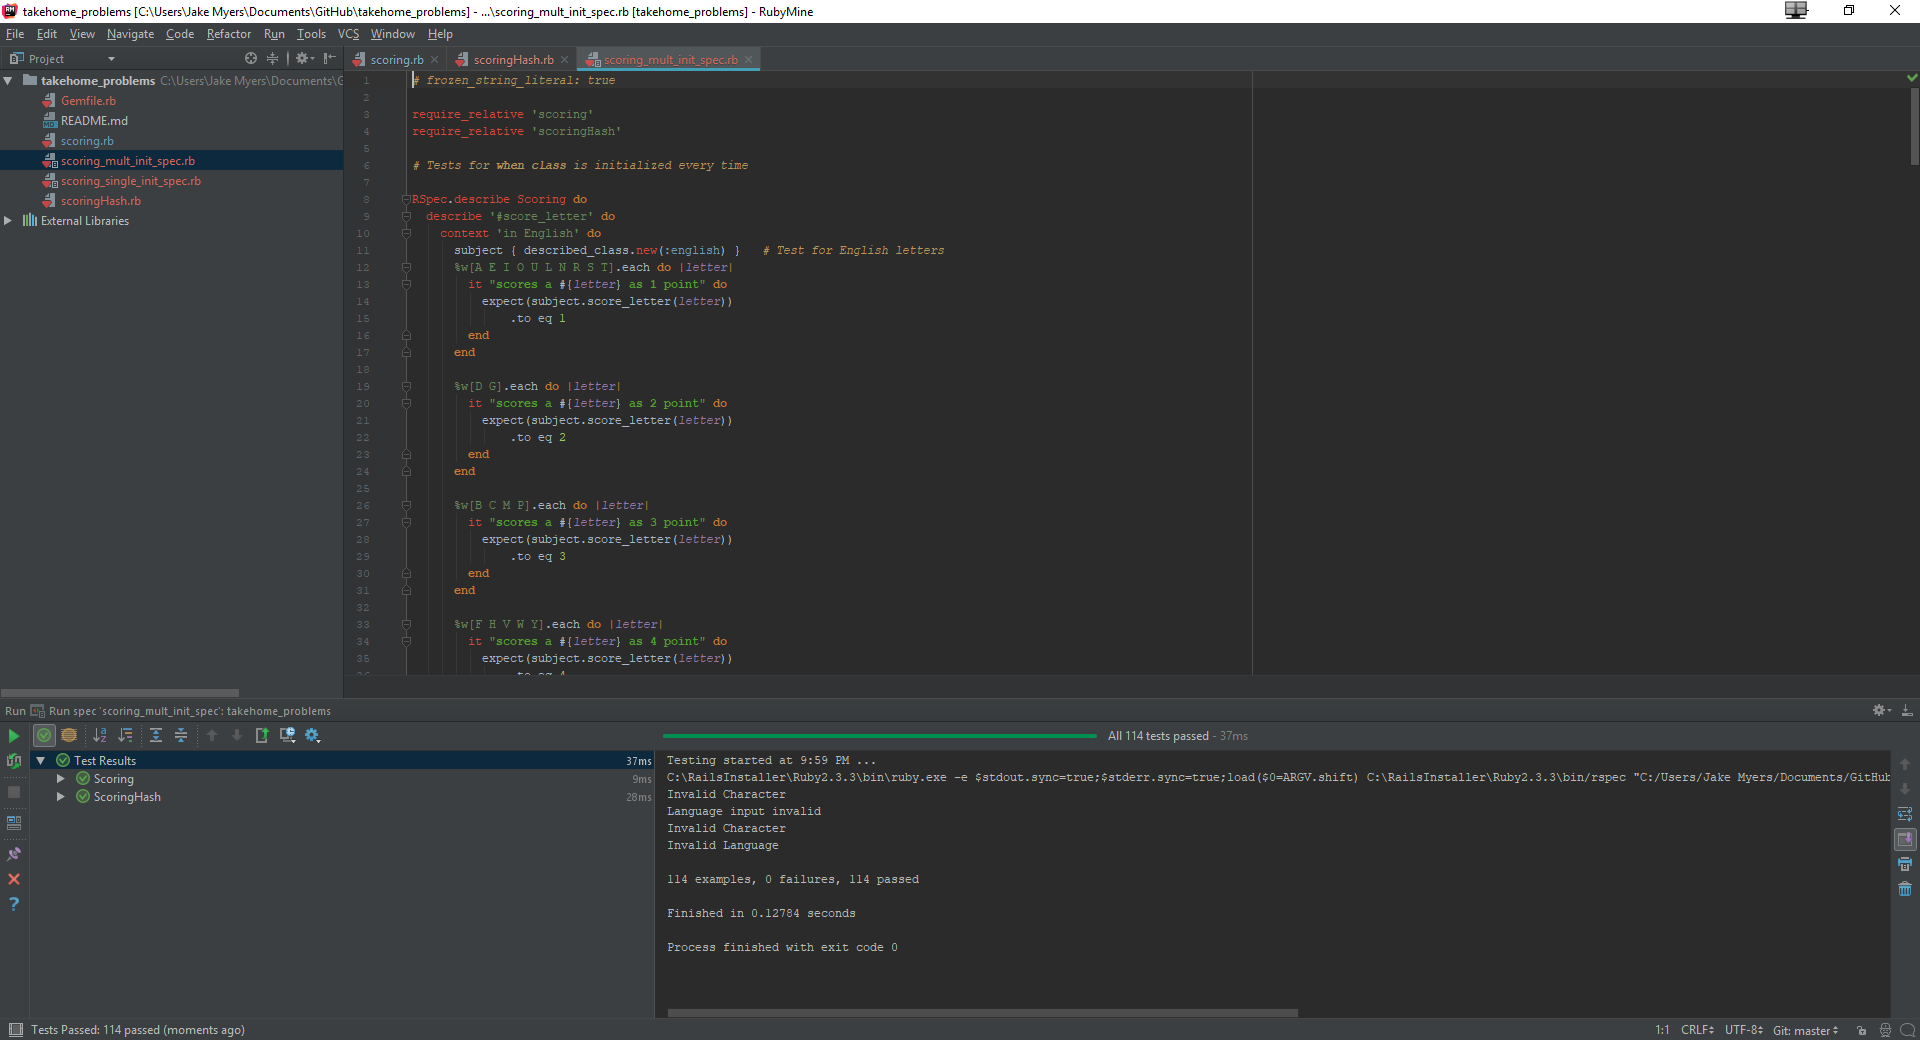 takehome_problems [C:\Users\Jake Myers\Documents\GitHub\takehome_problems] - ...\scoring_mult_init_spec.rb [takehome_problems] - RubyMine
File Edit View Navigate Code Refactor Run Tools VCS Window Help
Project
scoring.rb
scoringHash.rb
scoring_mult_init_spec.rb
takehome_problems C:\Users\Jake Myers\Documents\G
Gemfile.rb
README.md
scoring.rb
scoring_mult_init_spec.rb
scoring_single_init_spec.rb
scoringHash.rb
External Libraries
1 # frozen_string_literal: true
2
3 require_relative 'scoring'
4 require_relative 'scoringHash'
5
6 # Tests for when class is initialized every time
7
8 RSpec.describe Scoring do
9 describe '#score_letter' do
10 context 'in English' do
11 subject { described_class.new(:english) } # Test for English letters
12 %w[A E I O U L N R S T].each do |letter|
13 it "scores a #{letter} as 1 point" do
14 expect(subject.score_letter(letter))
15 .to eq 1
16 end
17 end
18
19 %w[D G].each do |letter|
20 it "scores a #{letter} as 2 point" do
21 expect(subject.score_letter(letter))
22 .to eq 2
23 end
24 end
25
26 %w[B C M P].each do |letter|
27 it "scores a #{letter} as 3 point" do
28 expect(subject.score_letter(letter))
29 .to eq 3
30 end
31 end
32
33 %w[F H V W Y].each do |letter|
34 it "scores a #{letter} as 4 point" do
35 expect(subject.score_letter(letter))
Run Run spec 'scoring_mult_init_spec': takehome_problems
All 114 tests passed - 37ms
Test Results 37ms
Scoring 9ms
ScoringHash 28ms
Testing started at 9:59 PM ...
C:\RailsInstaller\Ruby2.3.3\bin\ruby.exe -e $stdout.sync=true;$stderr.sync=true;load($0=ARGV.shift) C:\RailsInstaller\Ruby2.3.3\bin/rspec "C:/Users/Jake Myers/Documents/GitHub
Invalid Character
Language input invalid
Invalid Character
Invalid Language
114 examples, 0 failures, 114 passed
Finished in 0.12784 seconds
Process finished with exit code 0
Tests Passed: 114 passed (moments ago)
1:1 CRLF UTF-8 Git: master